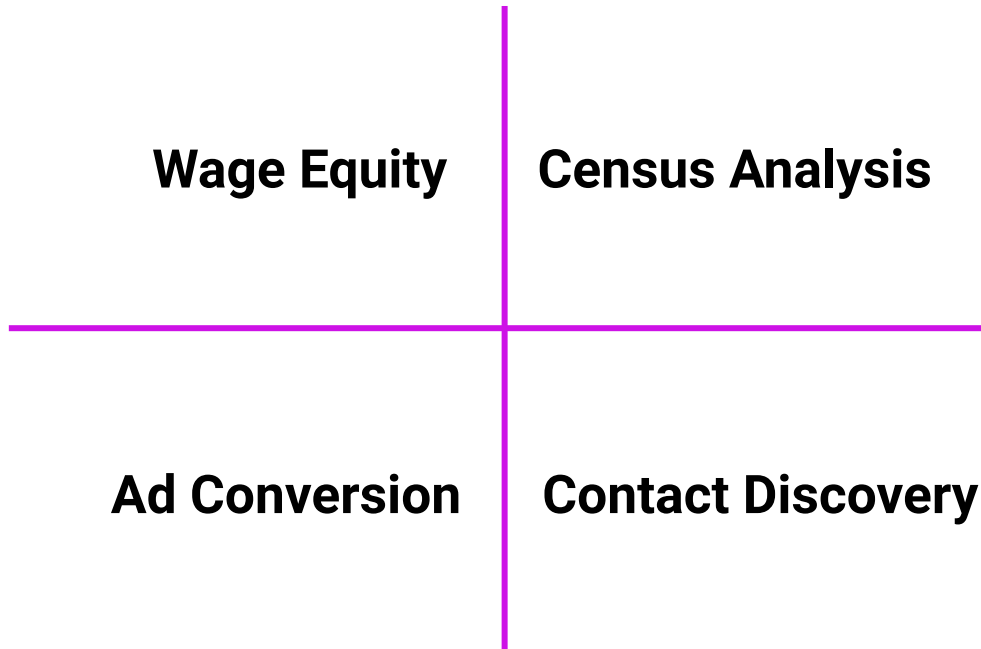 Wage Equity
Census Analysis
Ad Conversion
Contact Discovery